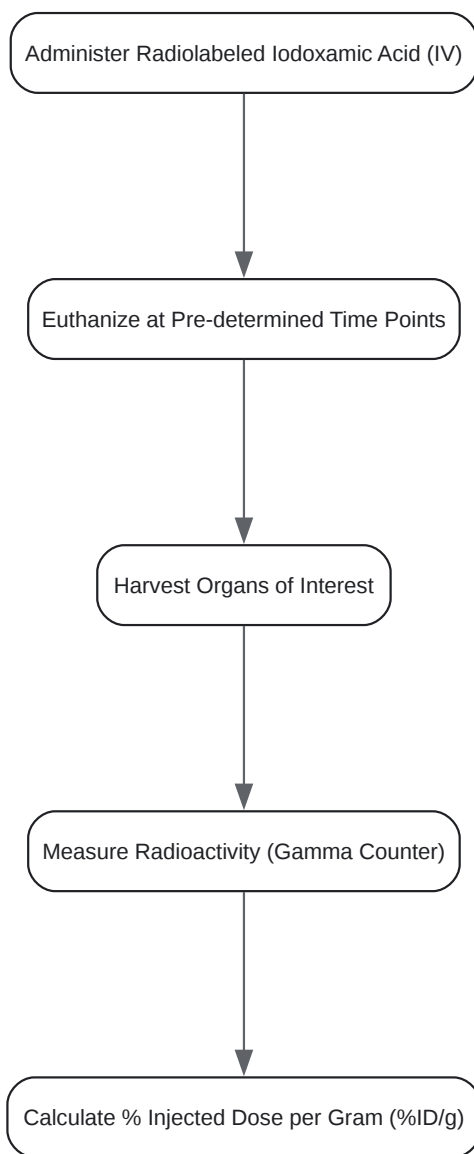 Administer Radiolabeled Iodoxamic Acid (IV)
Euthanize at Pre-determined Time Points
Harvest Organs of Interest
Measure Radioactivity (Gamma Counter)
Calculate % Injected Dose per Gram (%ID/g)